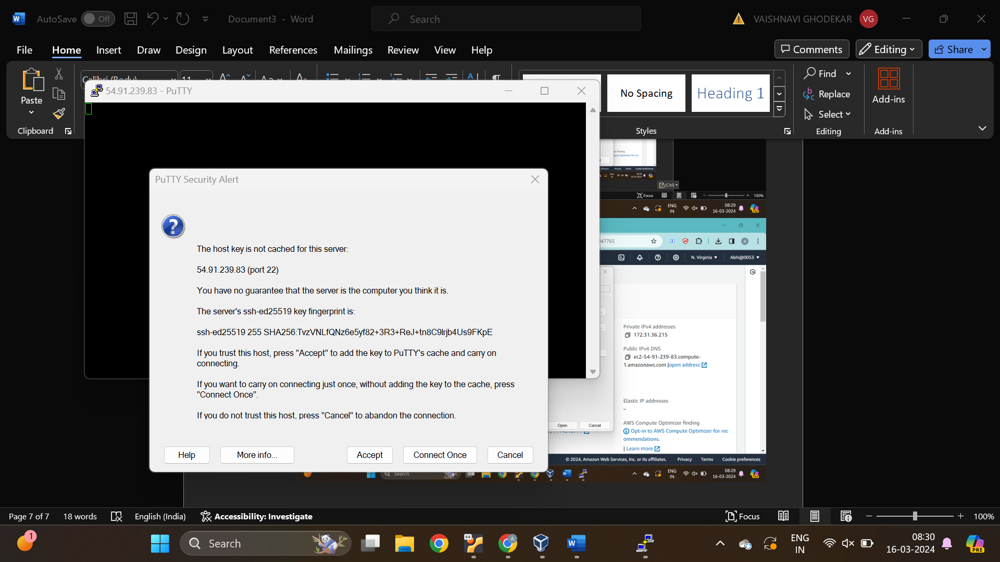 AutoSave Off Document3 - Word Search VAISHNAVI GHODEKAR VG
File Home Insert Draw Design Layout References Mailings Review View Help Comments Editing Share
Paste
Clipboard
Calibri (Body) 11
No Spacing
Heading 1
Styles
Find
Replace
Select
Editing
Add-ins
Add-ins
54.91.239.83 - PuTTY
PuTTY Security Alert
The host key is not cached for this server:
54.91.239.83 (port 22)
You have no guarantee that the server is the computer you think it is.
The server's ssh-ed25519 key fingerprint is:
ssh-ed25519 255 SHA256:TvzVNLfQNz6e5yf82+3R3+ReJ+tn8C9lrjb4Us9FKpE
If you trust this host, press "Accept" to add the key to PuTTY's cache and carry on
connecting.
If you want to carry on connecting just once, without adding the key to the cache, press
"Connect Once".
If you do not trust this host, press "Cancel" to abandon the connection.
Help More info... Accept Connect Once Cancel
(Ctrl)
Focus 100%
ENG
IN
08:29
16-03-2024
947765
N. Virginia Abhi@0053
Private IPv4 addresses
172.31.36.215
Public IPv4 DNS
ec2-54-91-239-83.compute-
1.amazonaws.com |open address
Elastic IP addresses
–
AWS Compute Optimizer finding
Opt-in to AWS Compute Optimizer for rec
ommendations.
| Learn more
Open Cancel
© 2024, Amazon Web Services, Inc. or its affiliates. Privacy Terms Cookie preferences
Search
ENG
IN
08:29
16-03-2024
Page 7 of 7 18 words English (India) Accessibility: Investigate Focus 100%
1
Search
64
A
ENG
IN
08:30
16-03-2024
PRE